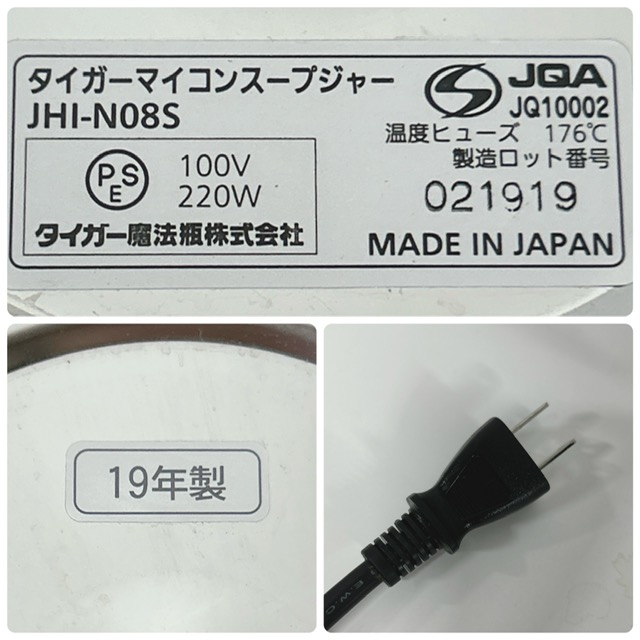 タイガーマイコンスープジャー
JHI-N08S
JQA
JQ10002
温度ヒューズ 176℃
製造ロット番号
021919
PSE
100V
220W
タイガー魔法瓶株式会社
MADE IN JAPAN
19年製